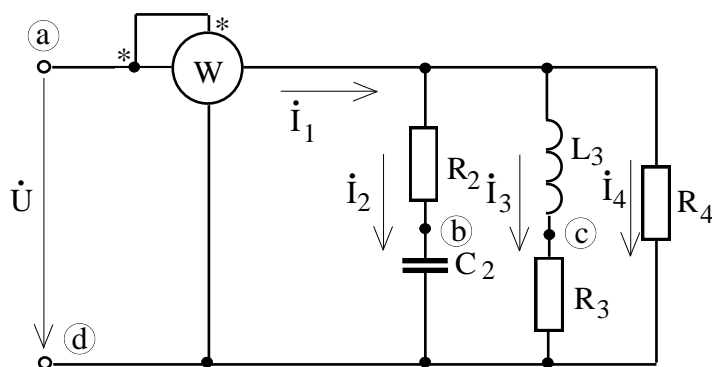 a
*
*
W
İ₁
U̇
İ₂
R₂
İ₃
L₃
İ₄
R₄
b
c
C₂
R₃
d